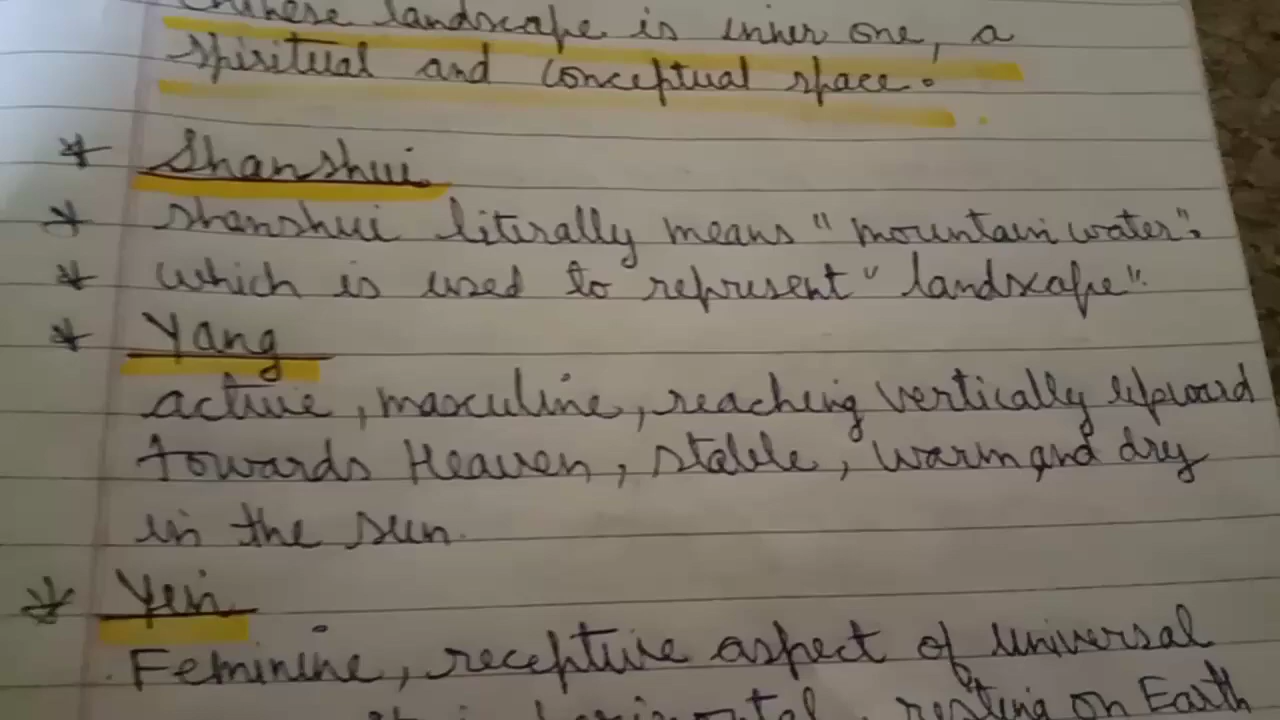 Chinese landscape is inner one, a
spiritual and conceptual space.
* Shanshui
* Shanshui literally means "mountain water".
* which is used to represent "landscape".
* Yang
active, masculine, reaching vertically upward
towards Heaven, stable, warm and dry
in the sun.
* Yein
Feminine, receptive aspect of universal
horizontal, resting on Earth